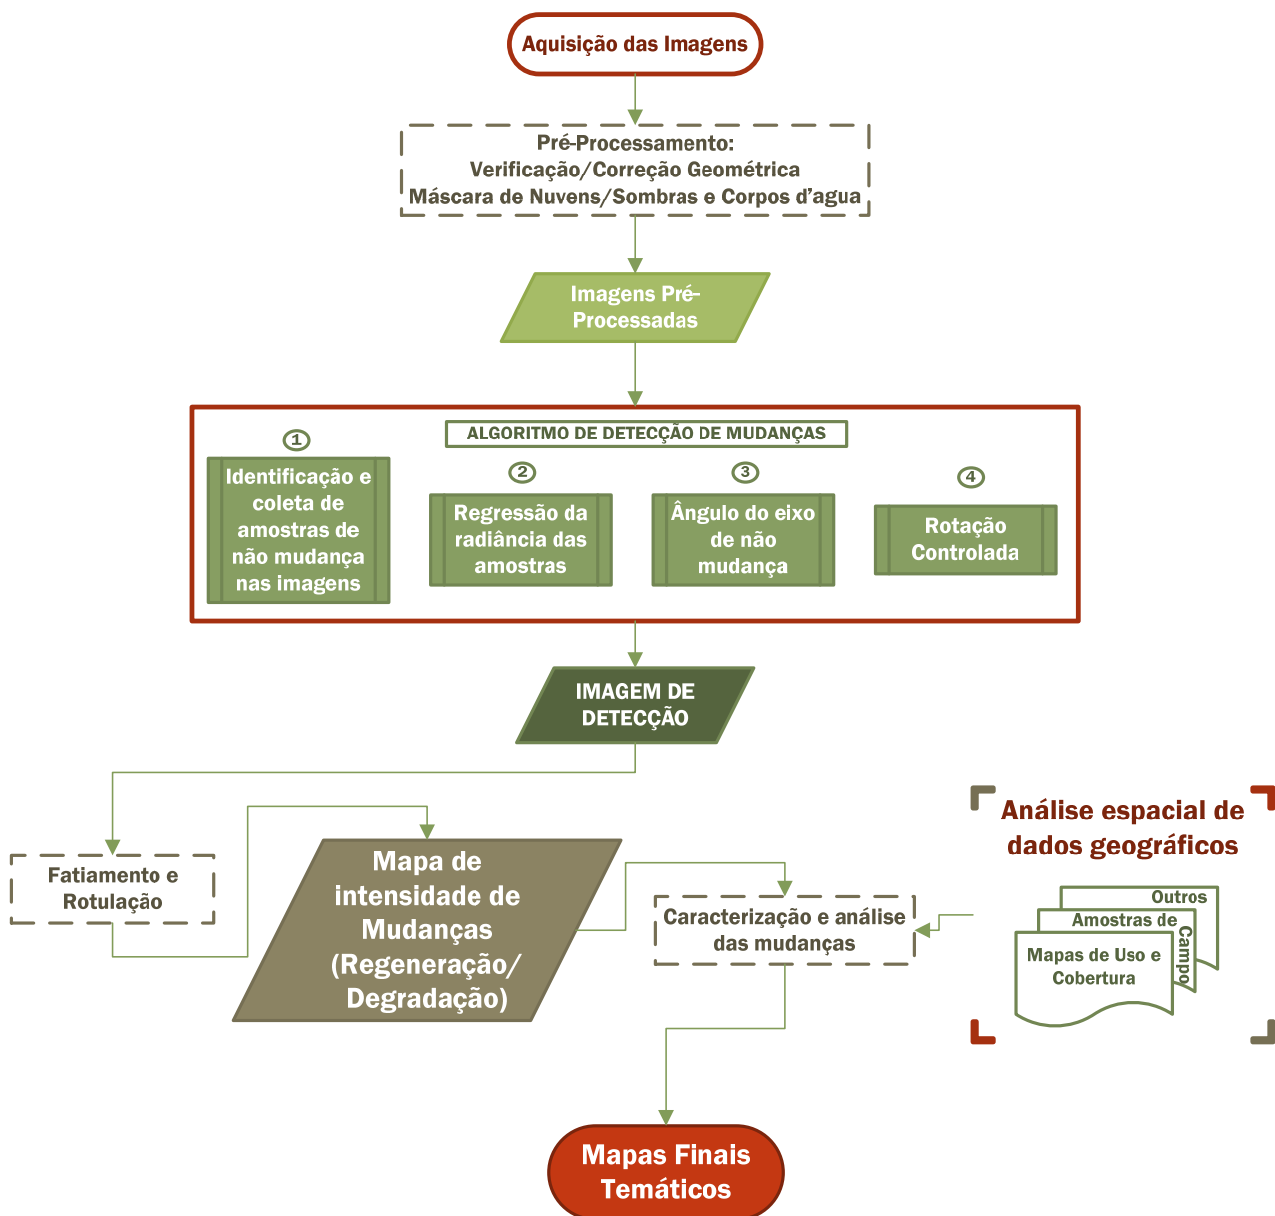 Aquisição das Imagens
Pré-Processamento:
Verificação/Correção Geométrica
Máscara de Nuvens/Sombras e Corpos d'agua
Imagens Pré-
Processadas
ALGORITMO DE DETECÇÃO DE MUDANÇAS
1
Identificação e
coleta de
amostras de
não mudança
nas imagens
2
Regressão da
radiância das
amostras
3
Ângulo do eixo
de não
mudança
4
Rotação
Controlada
IMAGEM DE
DETECÇÃO
Fatiamento e
Rotulação
Mapa de
intensidade de
Mudanças
(Regeneração/
Degradação)
Caracterização e análise
das mudanças
Análise espacial de
dados geográficos
Outros
Amostras de
Campo
Mapas de Uso e
Cobertura
Mapas Finais
Temáticos